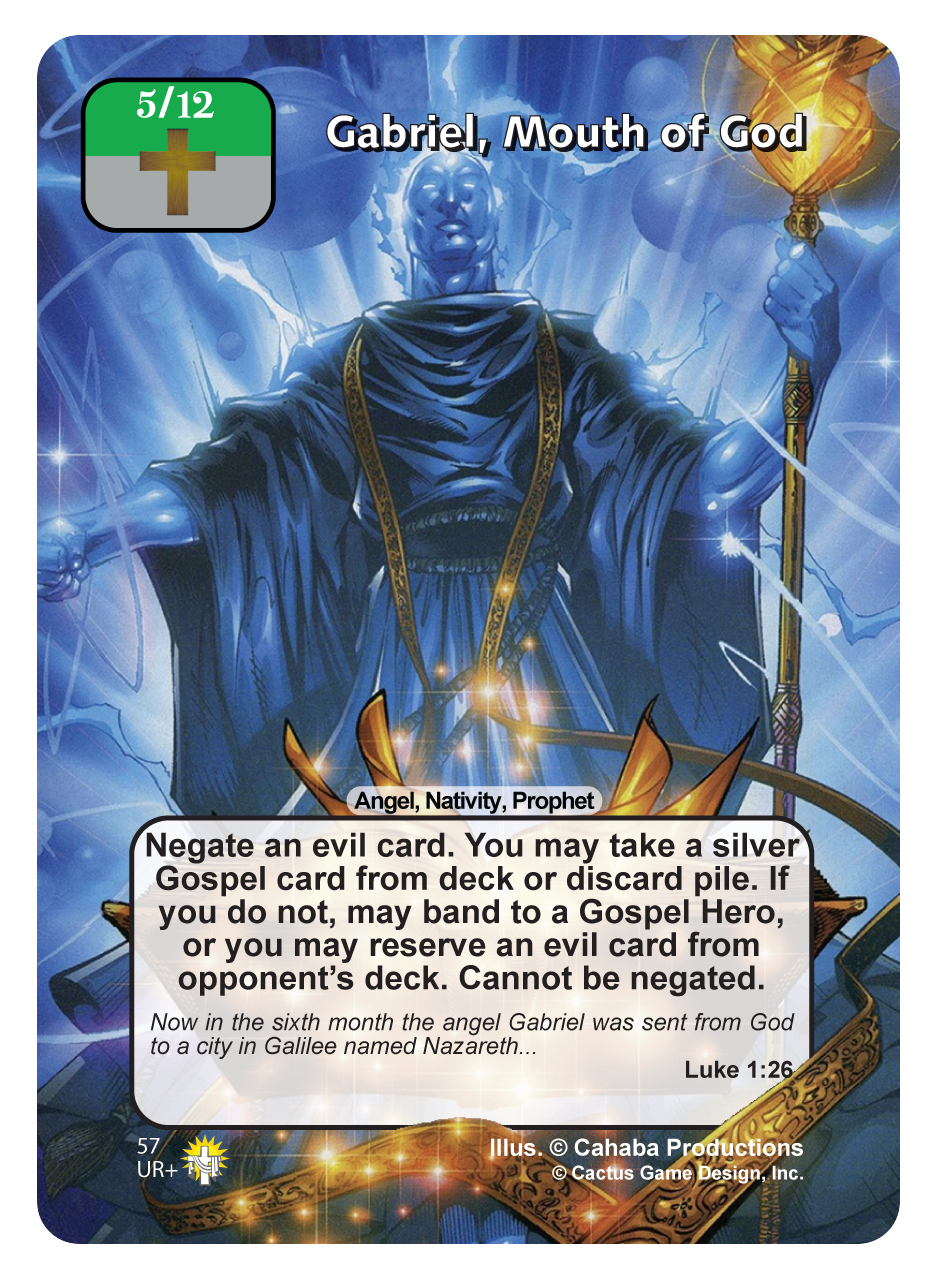 5/12
Gabriel, Mouth of God
Angel, Nativity, Prophet
Negate an evil card. You may take a silver
Gospel card from deck or discard pile. If
you do not, may band to a Gospel Hero,
or you may reserve an evil card from
opponent's deck. Cannot be negated.
Now in the sixth month the angel Gabriel was sent from God
to a city in Galilee named Nazareth...
Luke 1:26
57
UR+
Illus. © Cahaba Productions
© Cactus Game Design, Inc.